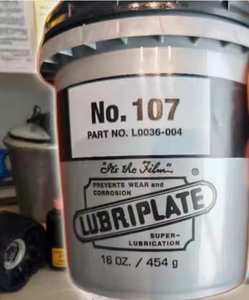 No. 107
PART NO. L0036-004
"It's the Film"
PREVENTS WEAR and
CORROSION
LUBRIPLATE®
SUPER-
LUBRICATION
16 OZ. / 454 g